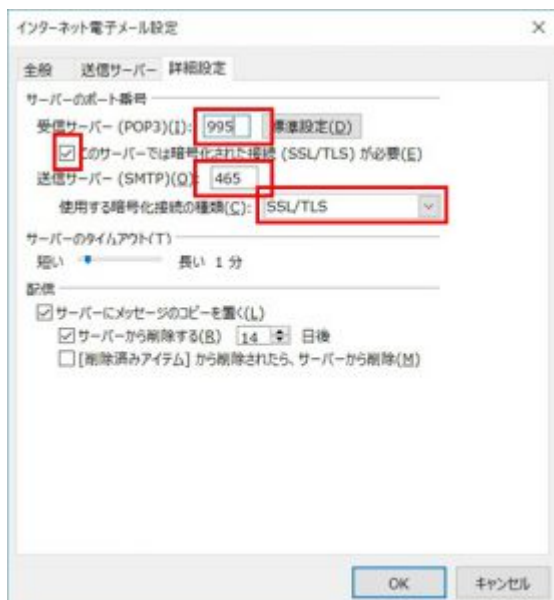 インターネット電子メール設定
全般 送信サーバー 詳細設定
サーバーのポート番号
受信サーバー (POP3)(I): 995 標準設定(D)
このサーバーでは暗号化された接続 (SSL/TLS) が必要(E)
送信サーバー (SMTP)(O): 465
使用する暗号化接続の種類(C): SSL/TLS
サーバーのタイムアウト(T)
短い 長い 1 分
配信
サーバーにメッセージのコピーを置く(L)
サーバーから削除する(R) 14 日後
[削除済みアイテム] から削除されたら、サーバーから削除(M)
OK キャンセル